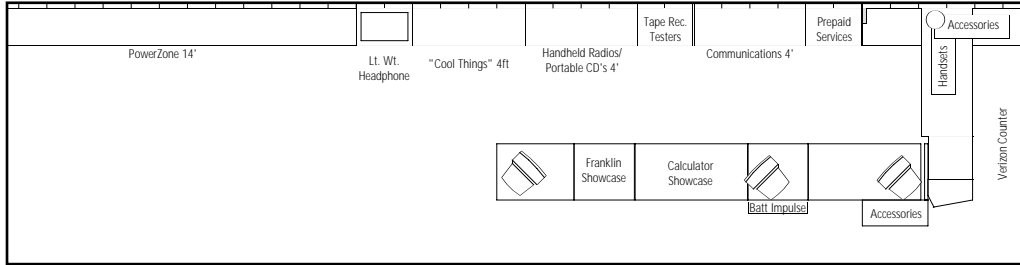 PowerZone 14'
Lt. Wt.
Headphone
"Cool Things" 4ft
Handheld Radios/
Portable CD's 4'
Tape Rec.
Testers
Communications 4'
Prepaid
Services
Accessories
Handsets
Verizon Counter
Franklin
Showcase
Calculator
Showcase
Batt Impulse
Accessories